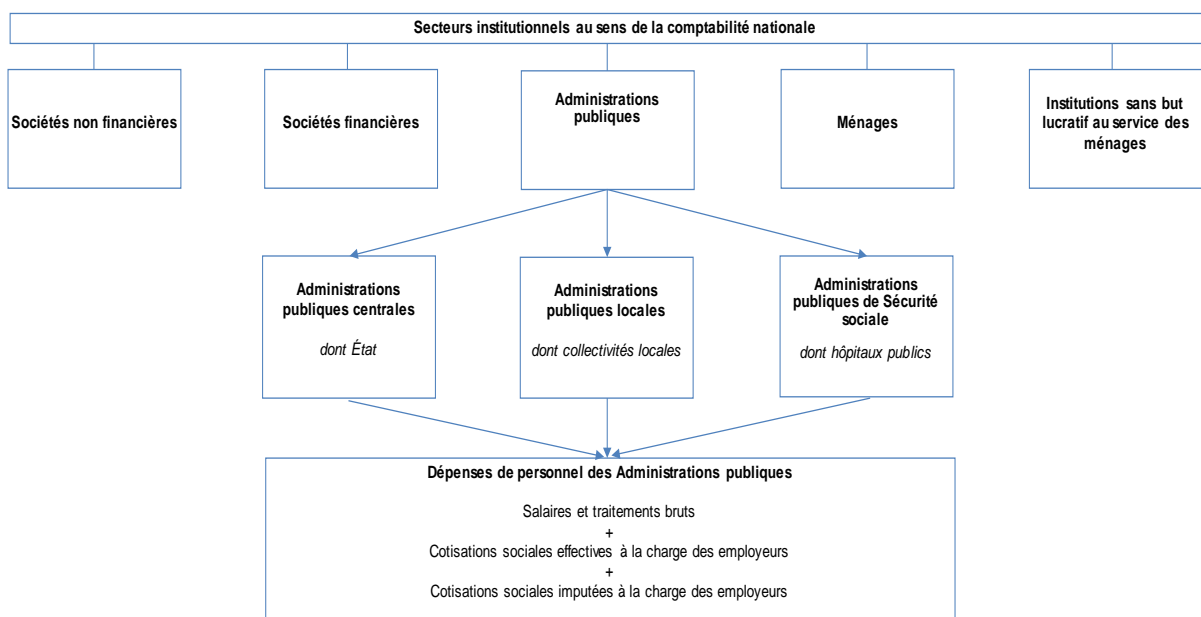 Secteurs institutionnels au sens de la comptabilité nationale
Sociétés non financières
Sociétés financières
Administrations
publiques
Ménages
Institutions sans but
lucratif au service des
ménages
Administrations
publiques centrales
dont État
Administrations
publiques locales
dont collectivités locales
Administrations
publiques de Sécurité
sociale
dont hôpitaux publics
Dépenses de personnel des Administrations publiques
Salaires et traitements bruts
+
Cotisations sociales effectives à la charge des employeurs
+
Cotisations sociales imputées à la charge des employeurs